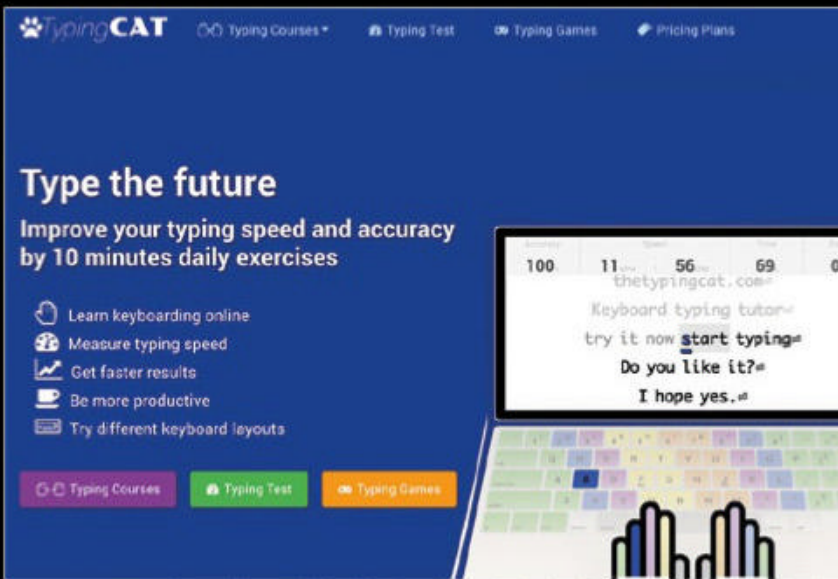 TypingCAT
Typing Courses
Typing Test
Typing Games
Pricing Plans
Type the future
Improve your typing speed and accuracy
by 10 minutes daily exercises
Learn keyboarding online
Measure typing speed
Get faster results
Be more productive
Try different keyboard layouts
Typing Courses
Typing Test
Typing Games
100 11 56 69 0
thetypingcat.com
Keyboard typing tutor
try it now start typing
Do you like it?
I hope yes.